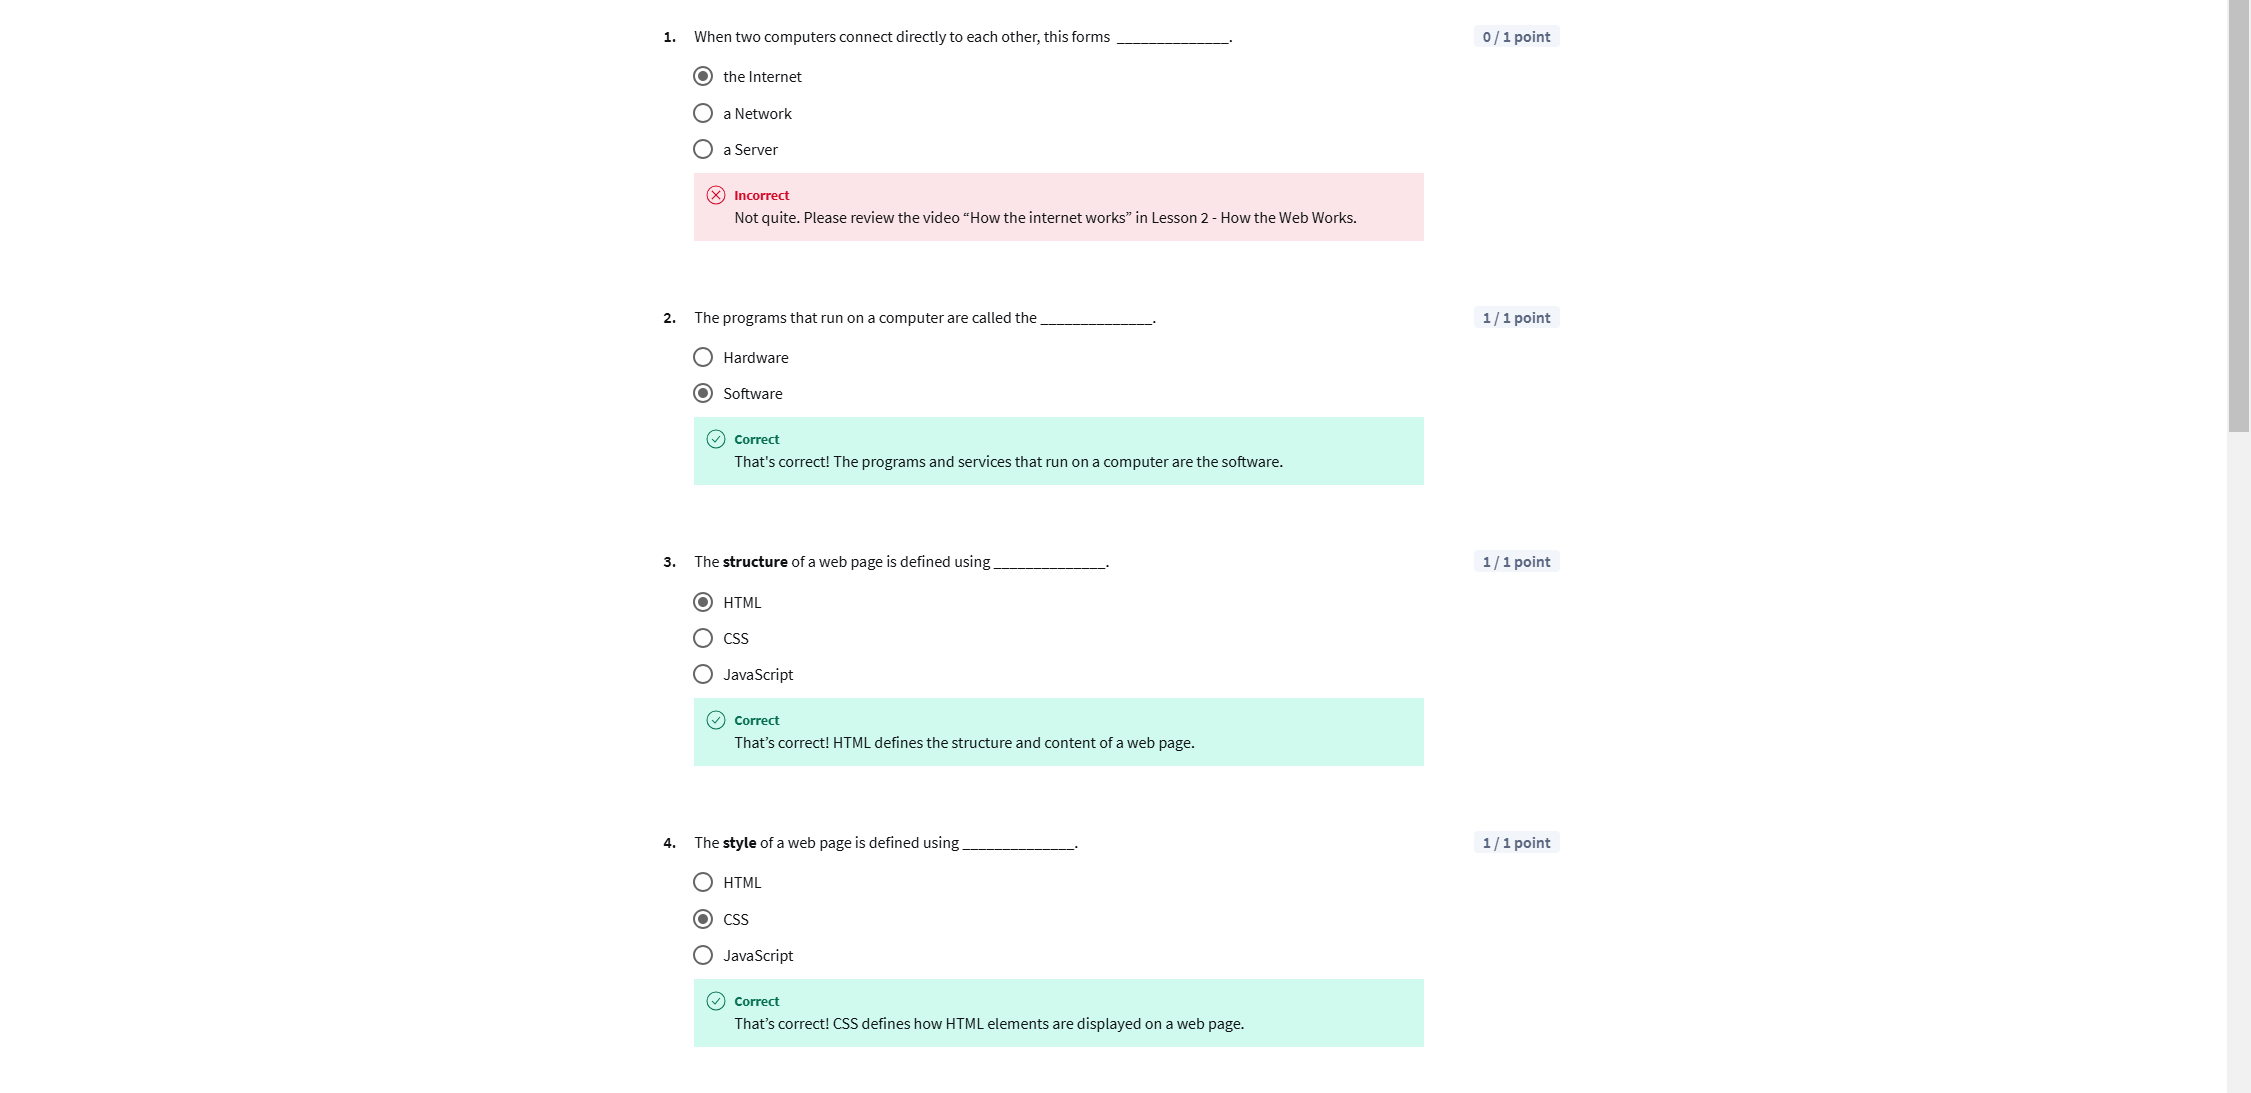 1. When two computers connect directly to each other, this forms ______________. 0 / 1 point
the Internet
a Network
a Server
Incorrect
Not quite. Please review the video “How the internet works” in Lesson 2 - How the Web Works.
2. The programs that run on a computer are called the ______________. 1 / 1 point
Hardware
Software
Correct
That's correct! The programs and services that run on a computer are the software.
3. The structure of a web page is defined using ______________. 1 / 1 point
HTML
CSS
JavaScript
Correct
That’s correct! HTML defines the structure and content of a web page.
4. The style of a web page is defined using ______________. 1 / 1 point
HTML
CSS
JavaScript
Correct
That’s correct! CSS defines how HTML elements are displayed on a web page.